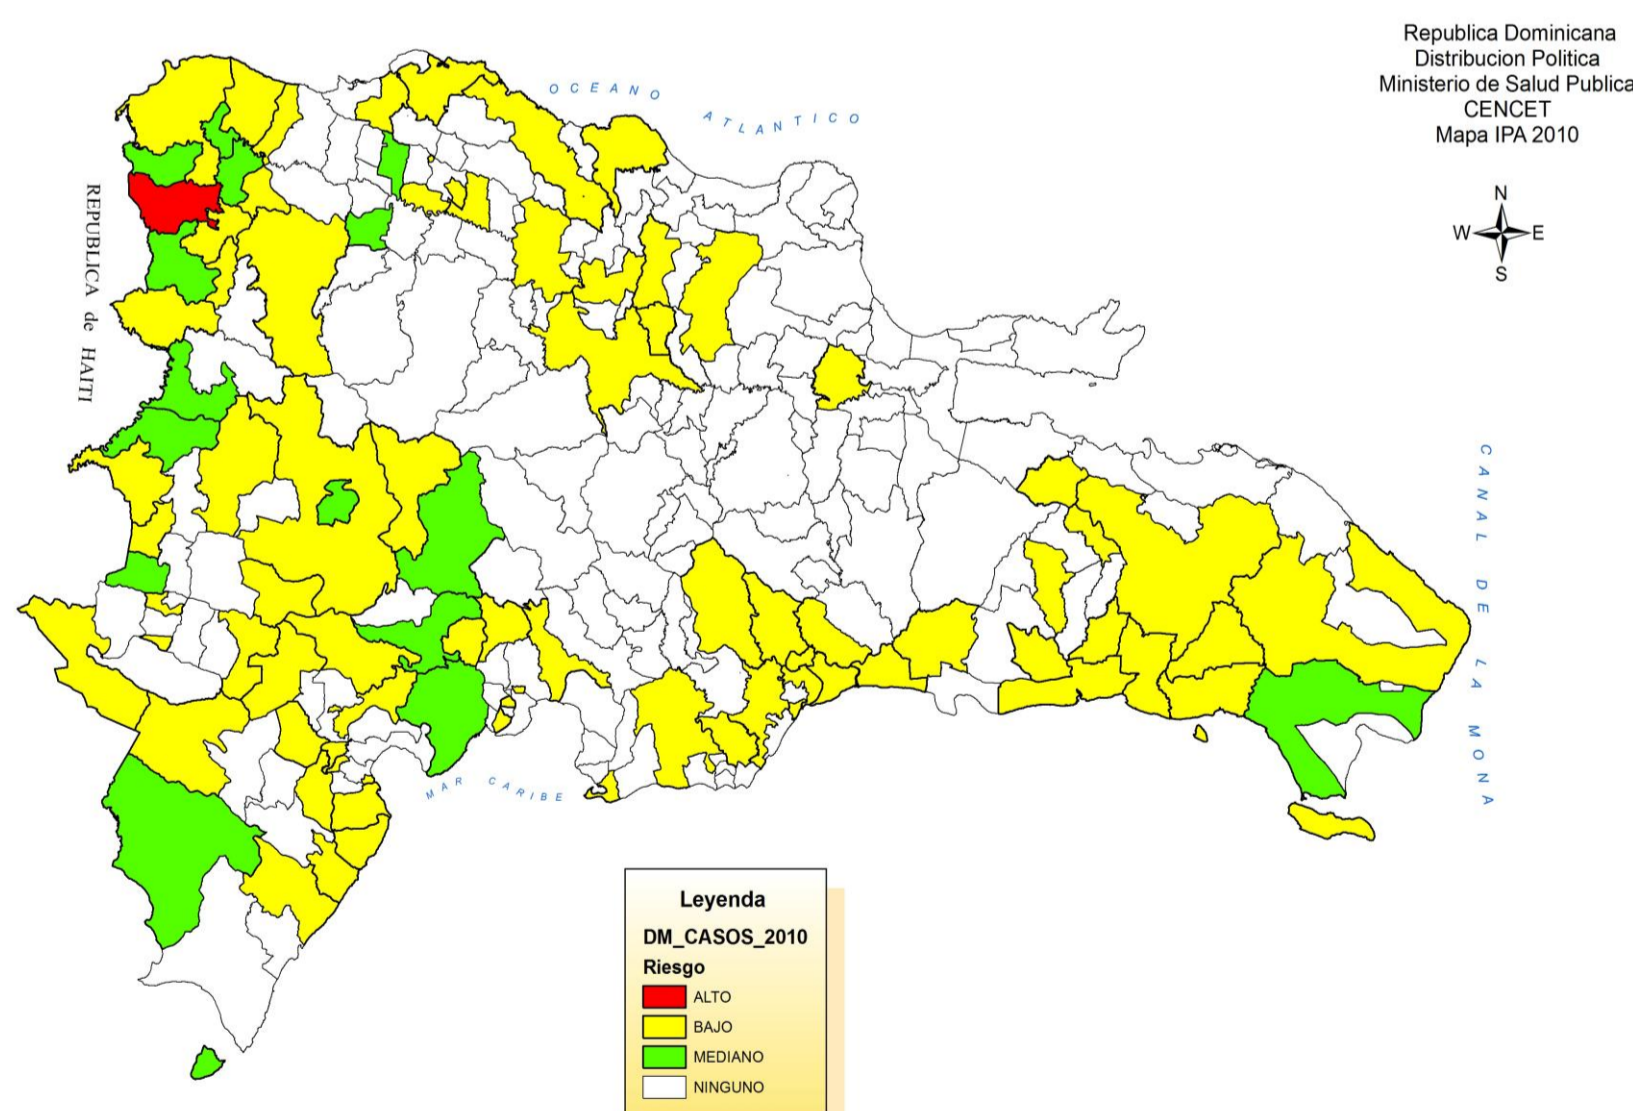 Republica Dominicana
Distribucion Politica
Ministerio de Salud Publica
CENCET
Mapa IPA 2010
OCEANO
ATLANTICO
N
W E
S
REPUBLICA de HAITI
CANAL DE LA MONA
MAR CARIBE
Leyenda
DM_CASOS_2010
Riesgo
ALTO
BAJO
MEDIANO
NINGUNO